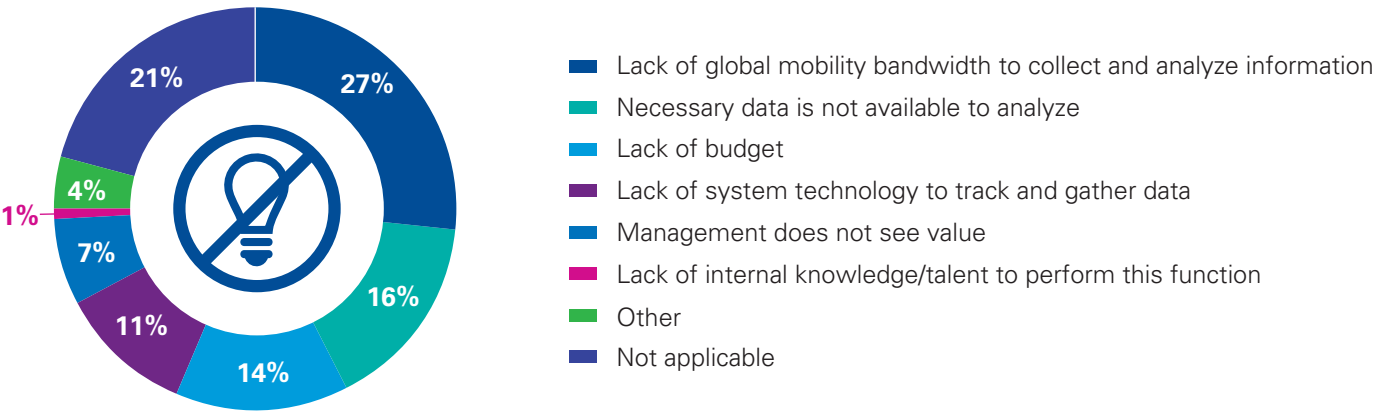 27%
16%
14%
11%
7%
1%
4%
21%
Lack of global mobility bandwidth to collect and analyze information
Necessary data is not available to analyze
Lack of budget
Lack of system technology to track and gather data
Management does not see value
Lack of internal knowledge/talent to perform this function
Other
Not applicable